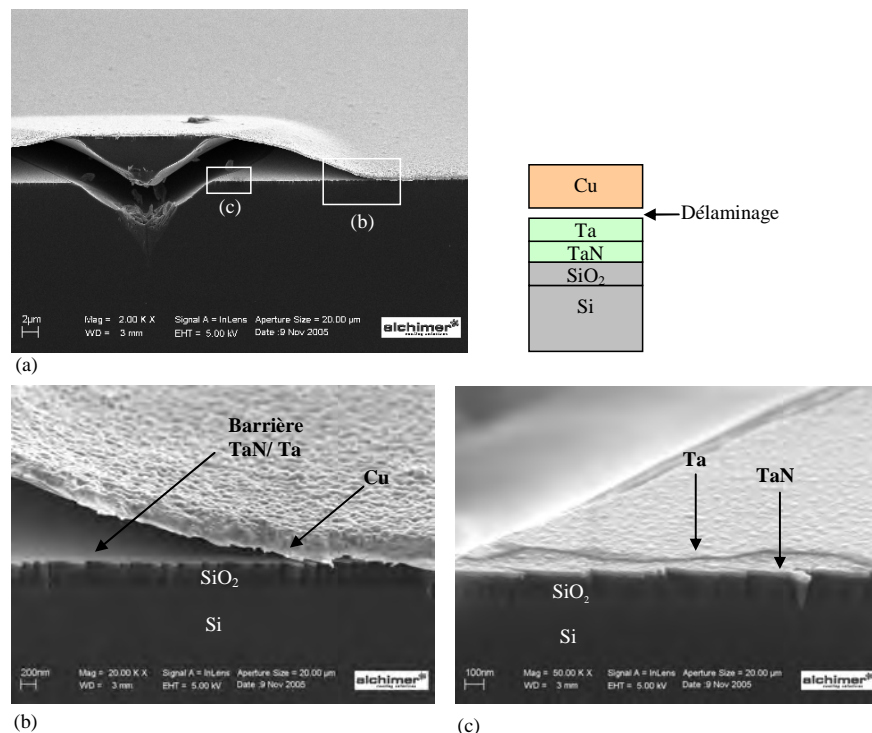 (c)
(b)
2µm
Mag = 2.00 K X Signal A = InLens Aperture Size = 20.00 µm
WD = 3 mm EHT = 5.00 kV Date :9 Nov 2005
alchimer
(a)
Cu
Délaminage
Ta
TaN
SiO₂
Si
Barrière
TaN/ Ta
Cu
SiO₂
Si
200nm
Mag = 20.00 K X Signal A = InLens Aperture Size = 20.00 µm
WD = 3 mm EHT = 5.00 kV Date :9 Nov 2005
alchimer
(b)
Ta
TaN
SiO₂
Si
100nm
Mag = 50.00 K X Signal A = InLens Aperture Size = 20.00 µm
WD = 3 mm EHT = 5.00 kV Date :9 Nov 2005
alchimer
(c)